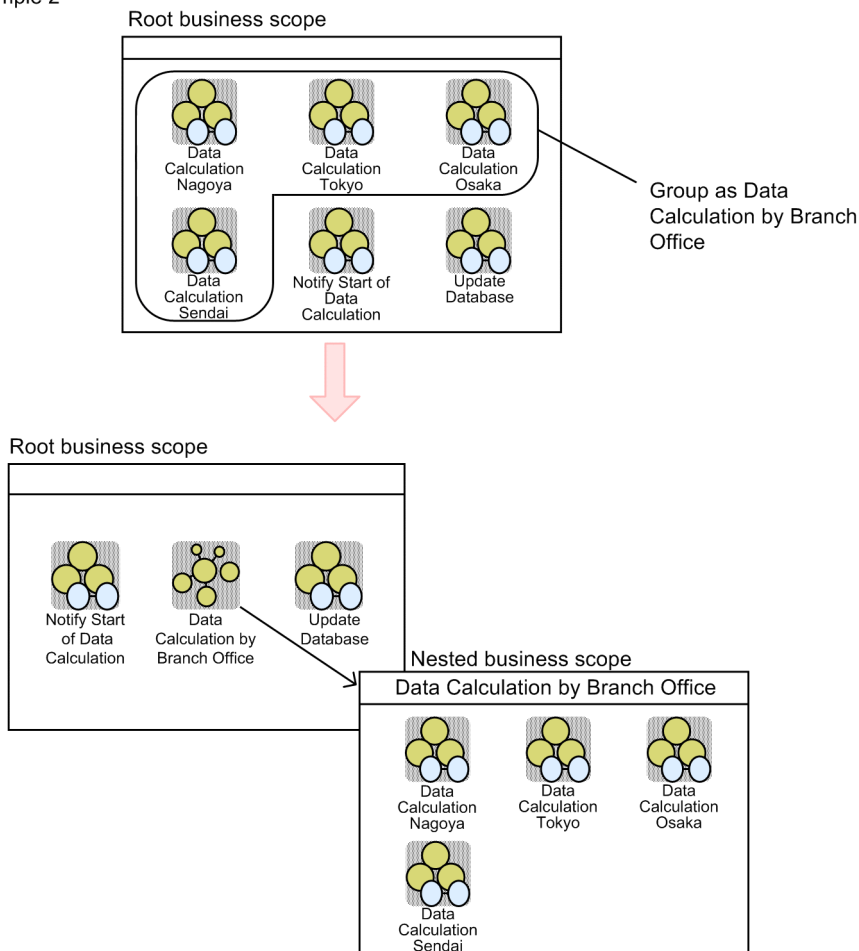 Root business scope
Data
Calculation
Nagoya
Data
Calculation
Tokyo
Data
Calculation
Osaka
Group as Data
Calculation by Branch
Office
Data
Calculation
Sendai
Notify Start of
Data
Calculation
Update
Database
Root business scope
Notify Start
of Data
Calculation
Data
Calculation by
Branch Office
Update
Database
Nested business scope
Data Calculation by Branch Office
Data
Calculation
Nagoya
Data
Calculation
Tokyo
Data
Calculation
Osaka
Data
Calculation
Sendai